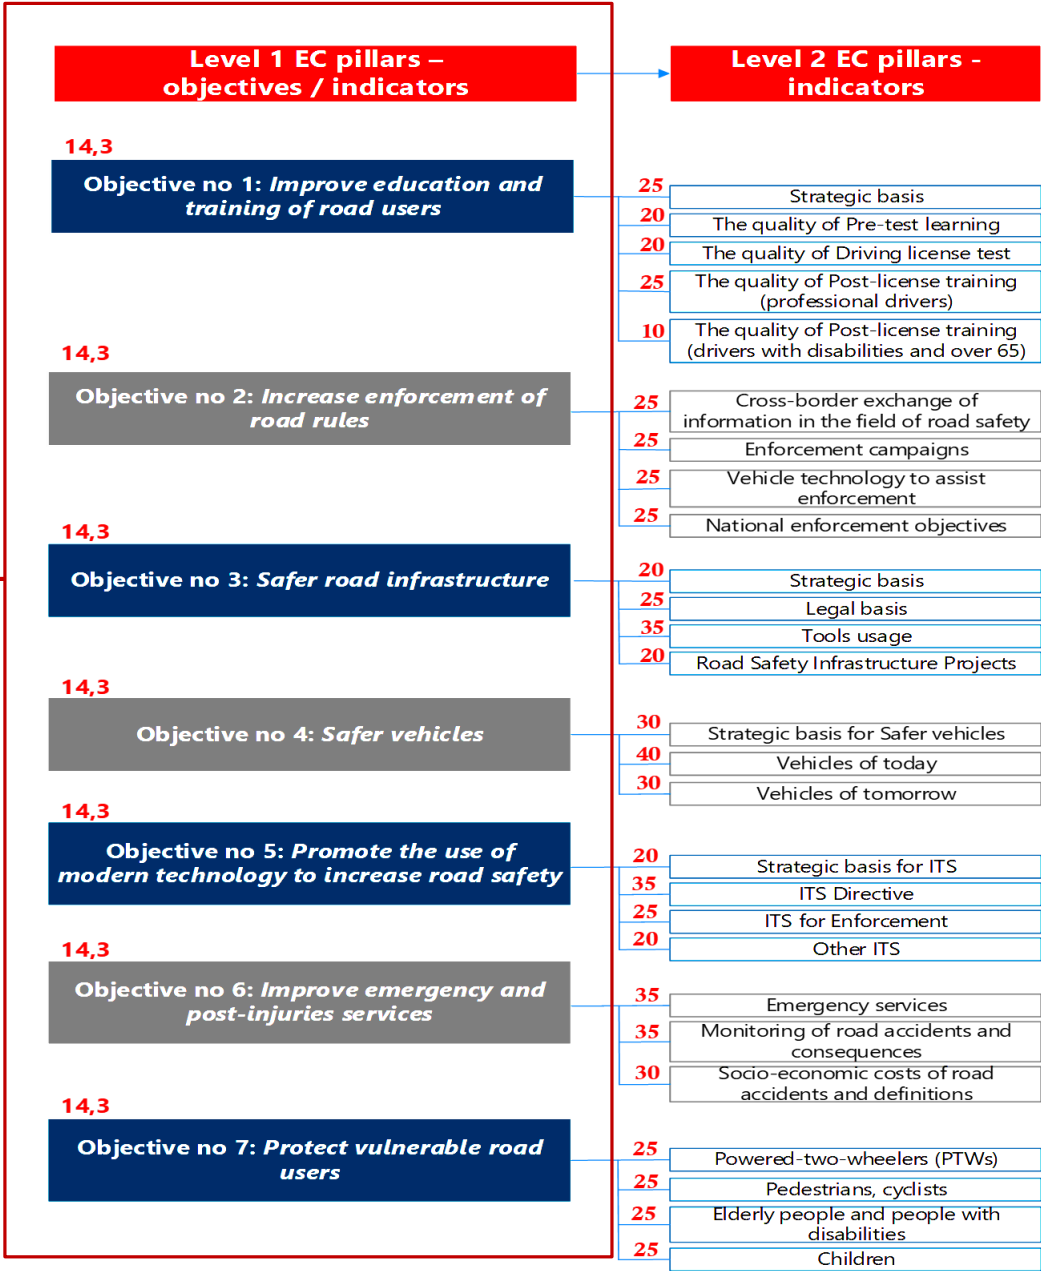 Level 1 EC pillars –
objectives / indicators
Level 2 EC pillars -
indicators
14,3
Objective no 1: Improve education and
training of road users
25
Strategic basis
20
The quality of Pre-test learning
20
The quality of Driving license test
25
The quality of Post-license training
(professional drivers)
10
The quality of Post-license training
(drivers with disabilities and over 65)
14,3
Objective no 2: Increase enforcement of
road rules
25
Cross-border exchange of
information in the field of road safety
25
Enforcement campaigns
25
Vehicle technology to assist
enforcement
25
National enforcement objectives
14,3
Objective no 3: Safer road infrastructure
20
Strategic basis
25
Legal basis
35
Tools usage
20
Road Safety Infrastructure Projects
14,3
Objective no 4: Safer vehicles
30
Strategic basis for Safer vehicles
40
Vehicles of today
30
Vehicles of tomorrow
14,3
Objective no 5: Promote the use of
modern technology to increase road safety
20
Strategic basis for ITS
35
ITS Directive
25
ITS for Enforcement
20
Other ITS
14,3
Objective no 6: Improve emergency and
post-injuries services
35
Emergency services
35
Monitoring of road accidents and
consequences
30
Socio-economic costs of road
accidents and definitions
14,3
Objective no 7: Protect vulnerable road
users
25
Powered-two-wheelers (PTWs)
25
Pedestrians, cyclists
25
Elderly people and people with
disabilities
25
Children